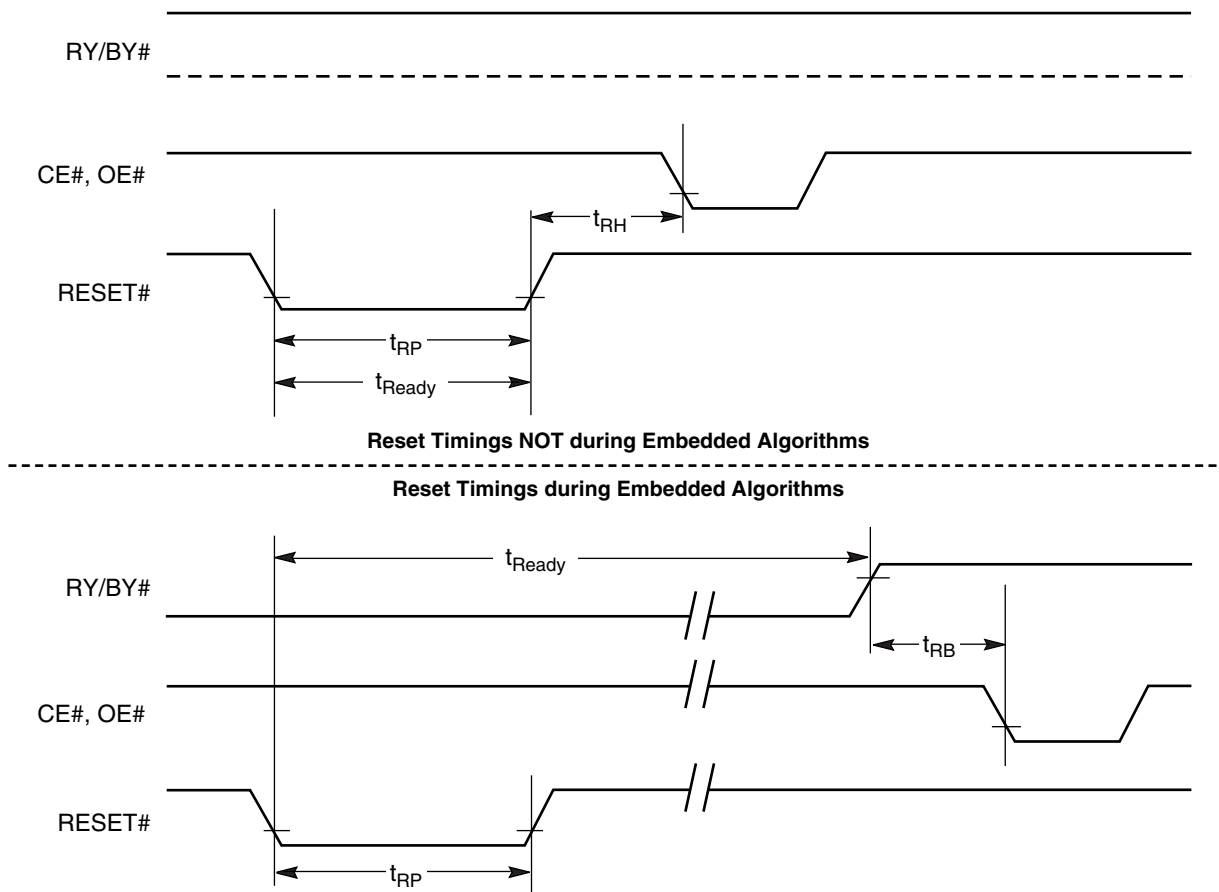 RY/BY#
CE#, OE#
tRH
RESET#
tRP
tReady
Reset Timings NOT during Embedded Algorithms
Reset Timings during Embedded Algorithms
tReady
RY/BY#
tRB
CE#, OE#
RESET#
tRP